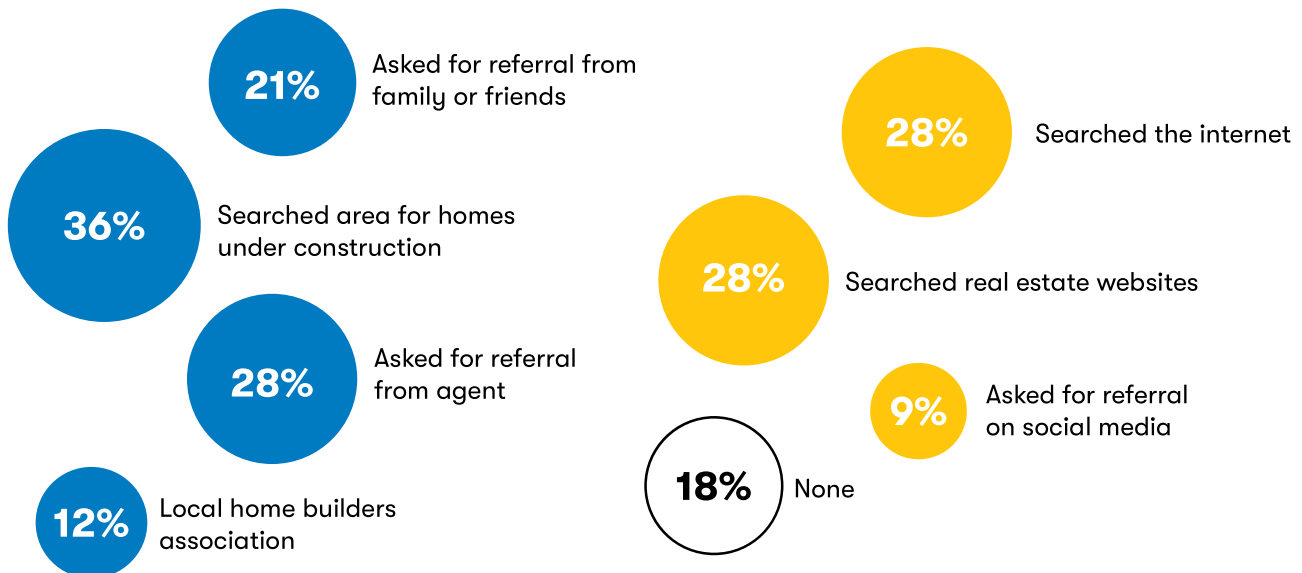 21%
Asked for referral from
family or friends
36%
Searched area for homes
under construction
28%
Asked for referral
from agent
12%
Local home builders
association
28%
Searched the internet
28%
Searched real estate websites
9%
Asked for referral
on social media
18%
None